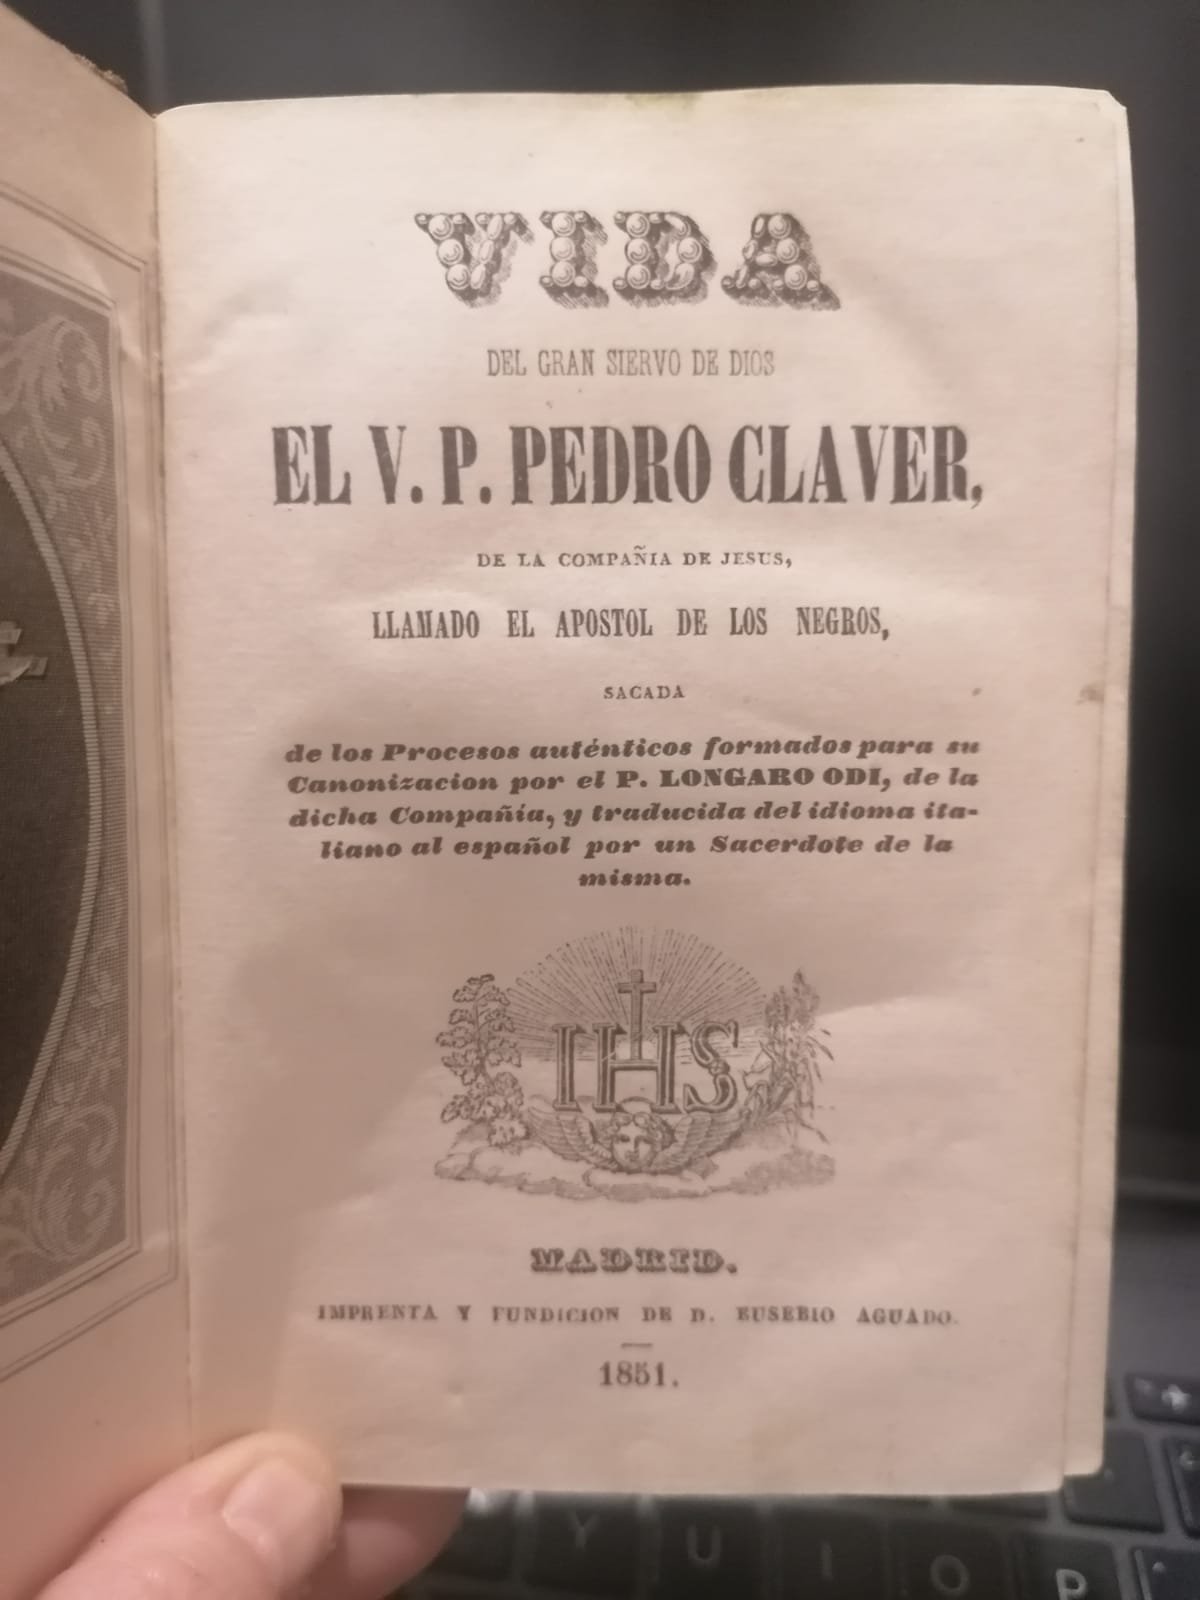 VIDA
DEL GRAN SIERVO DE DIOS
EL V. P. PEDRO CLAVER,
DE LA COMPAÑIA DE JESUS,
LLAMADO EL APOSTOL DE LOS NEGROS,
SACADA
de los Procesos auténticos formados para su
Canonizacion por el P. LONGARO ODI, de la
dicha Compañía, y traducida del idioma ita-
liano al español por un Sacerdote de la
misma.
IHS
MADRID.
IMPRENTA Y FUNDICION DE D. EUSEBIO AGUADO.
1851.
Y U I O P